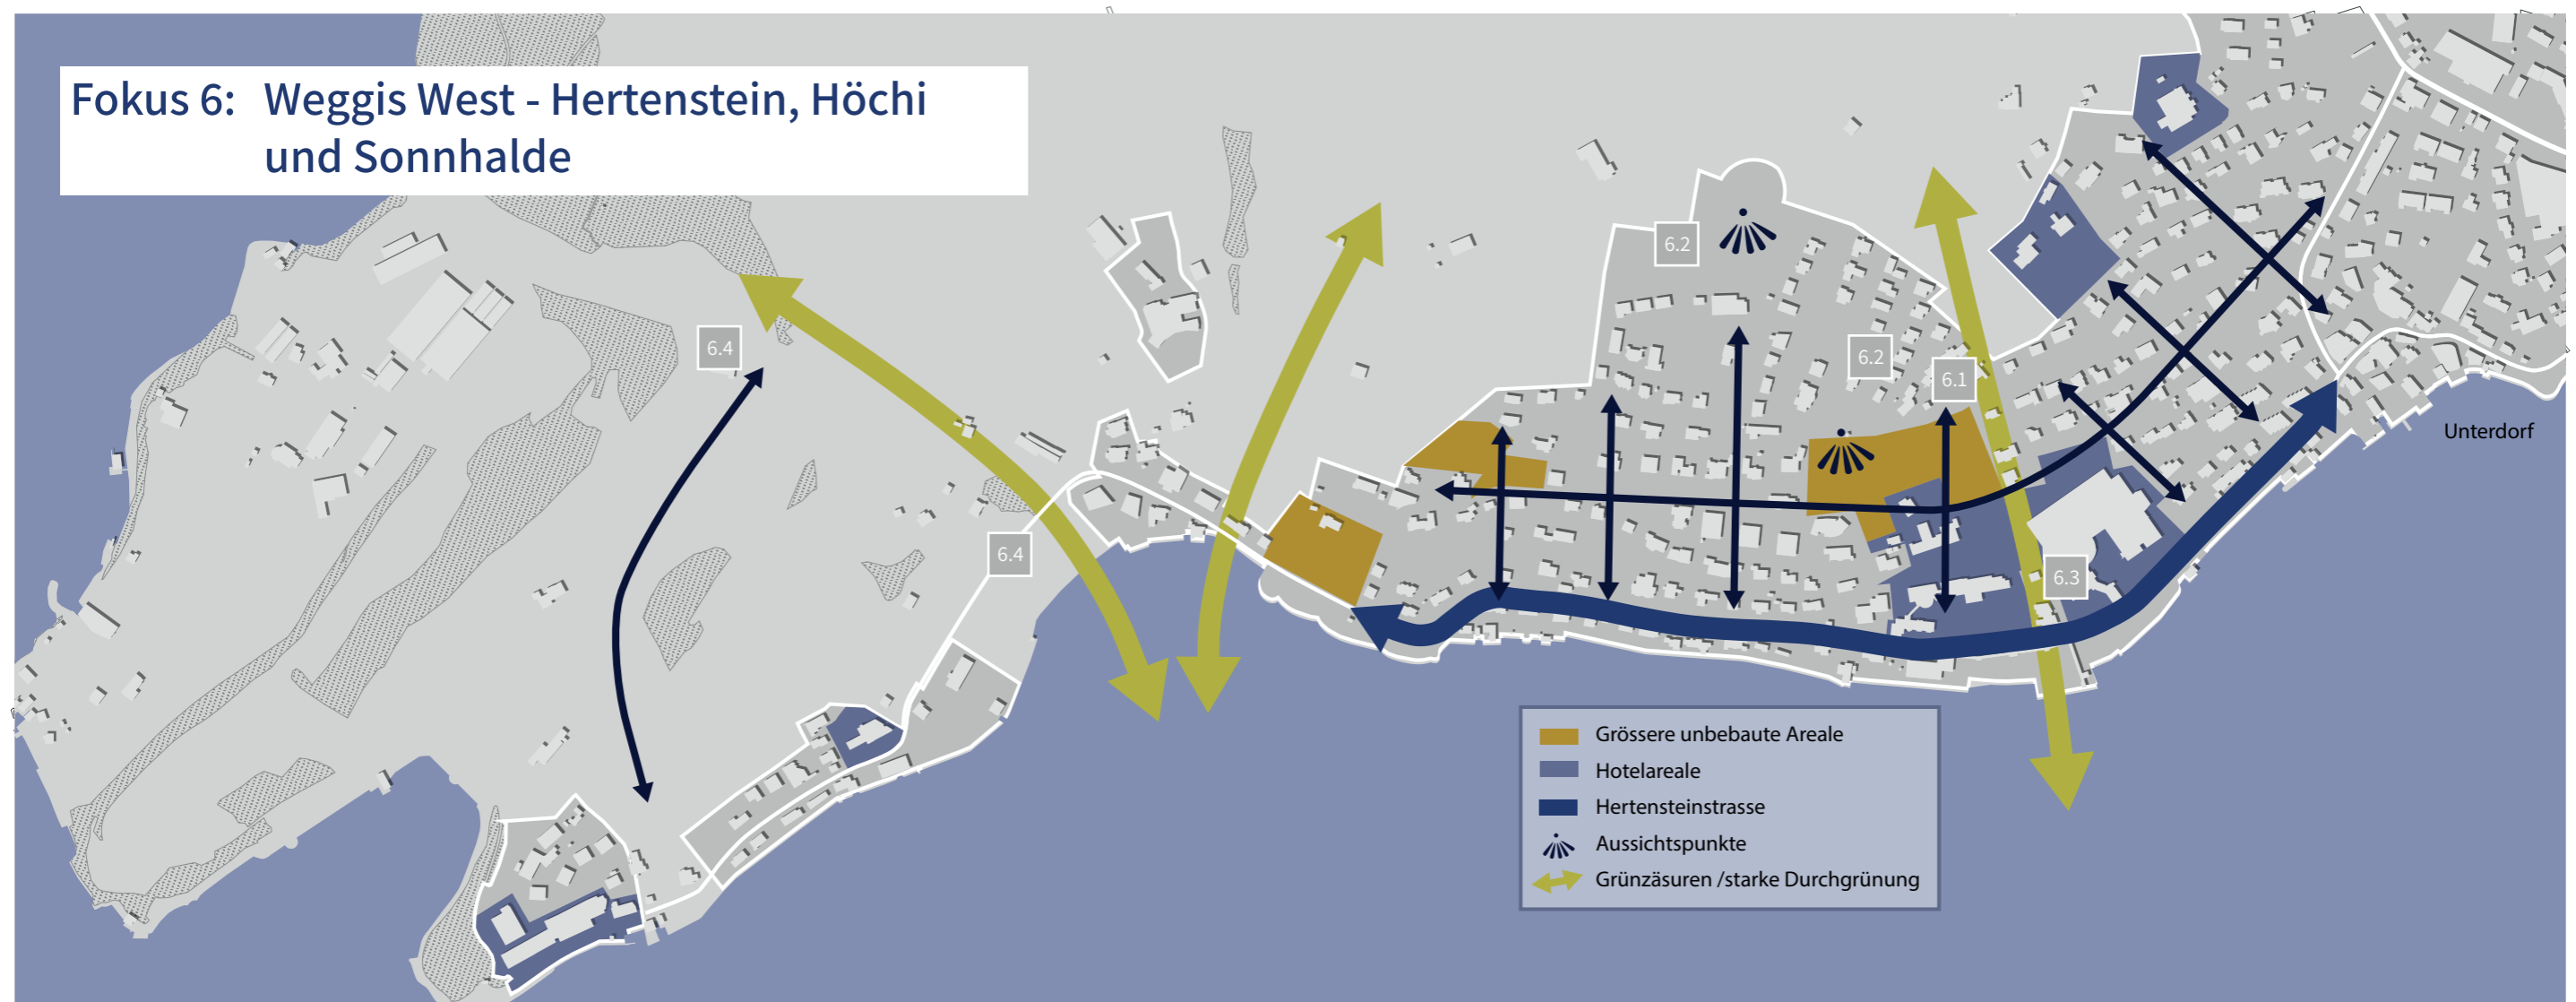 Fokus 6: Weggis West - Hertenstein, Höchi
und Sonnhalde
6.2
6.4
6.2
6.1
Unterdorf
6.4
6.3
Grössere unbebaute Areale
Hotelareale
Hertensteinstrasse
Aussichtspunkte
Grünzäsuren /starke Durchgrünung